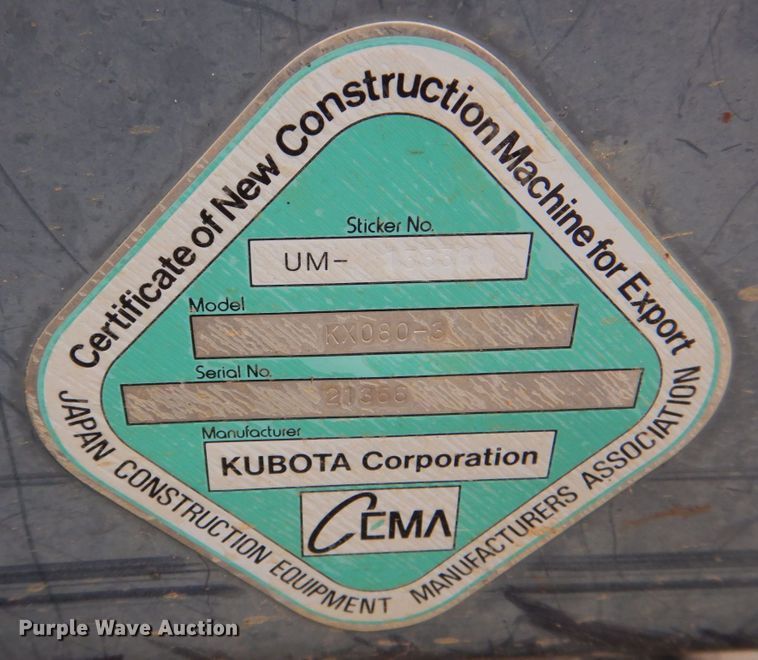 Certificate of New Construction Machine for Export
Sticker No.
UM-
Model
KX080-3
Serial No.
21366
Manufacturer
KUBOTA Corporation
CEMA
JAPAN CONSTRUCTION EQUIPMENT MANUFACTURERS ASSOCIATION
Purple Wave Auction